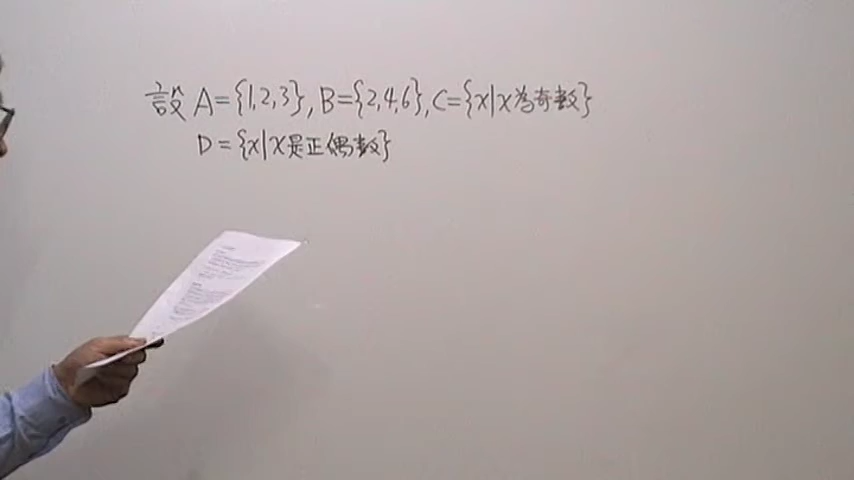 設 A={1,2,3}, B={2,4,6}, C={x|x為奇數}
D={x|x是正偶數}